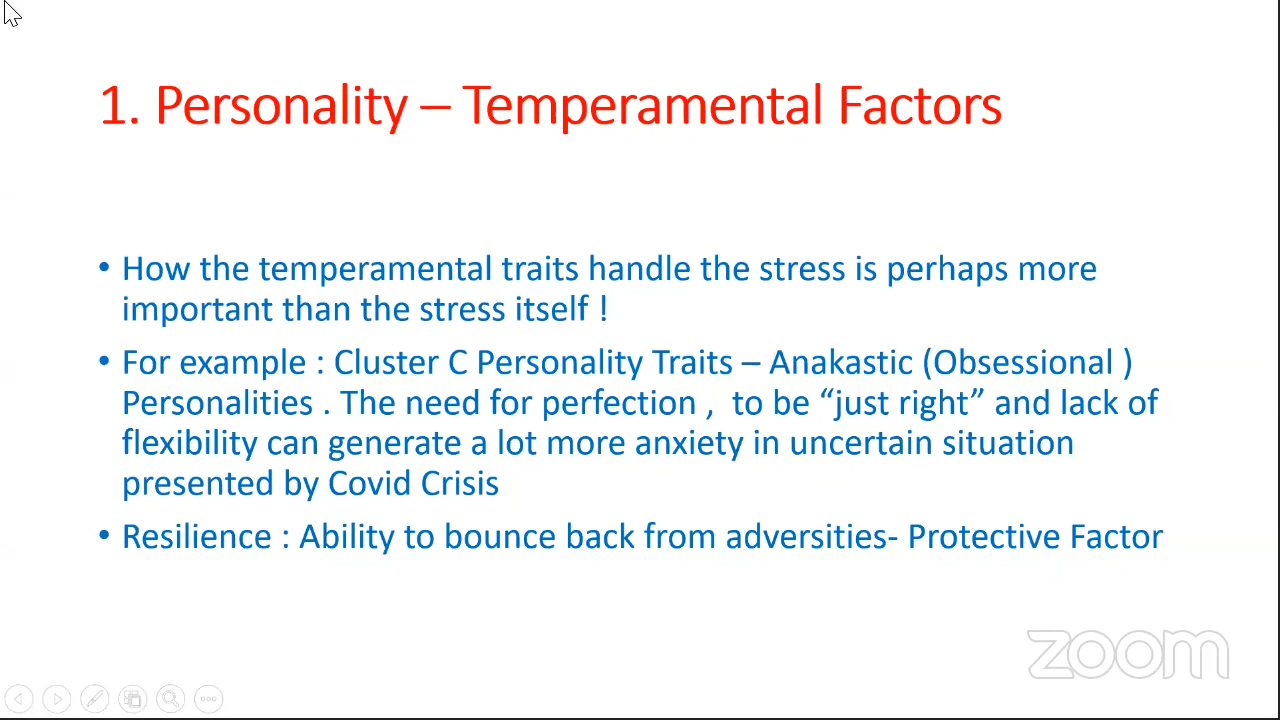 1. Personality – Temperamental Factors
• How the temperamental traits handle the stress is perhaps more
important than the stress itself !
• For example : Cluster C Personality Traits – Anakastic (Obsessional )
Personalities . The need for perfection ,  to be “just right” and lack of
flexibility can generate a lot more anxiety in uncertain situation
presented by Covid Crisis
• Resilience : Ability to bounce back from adversities- Protective Factor
zoom